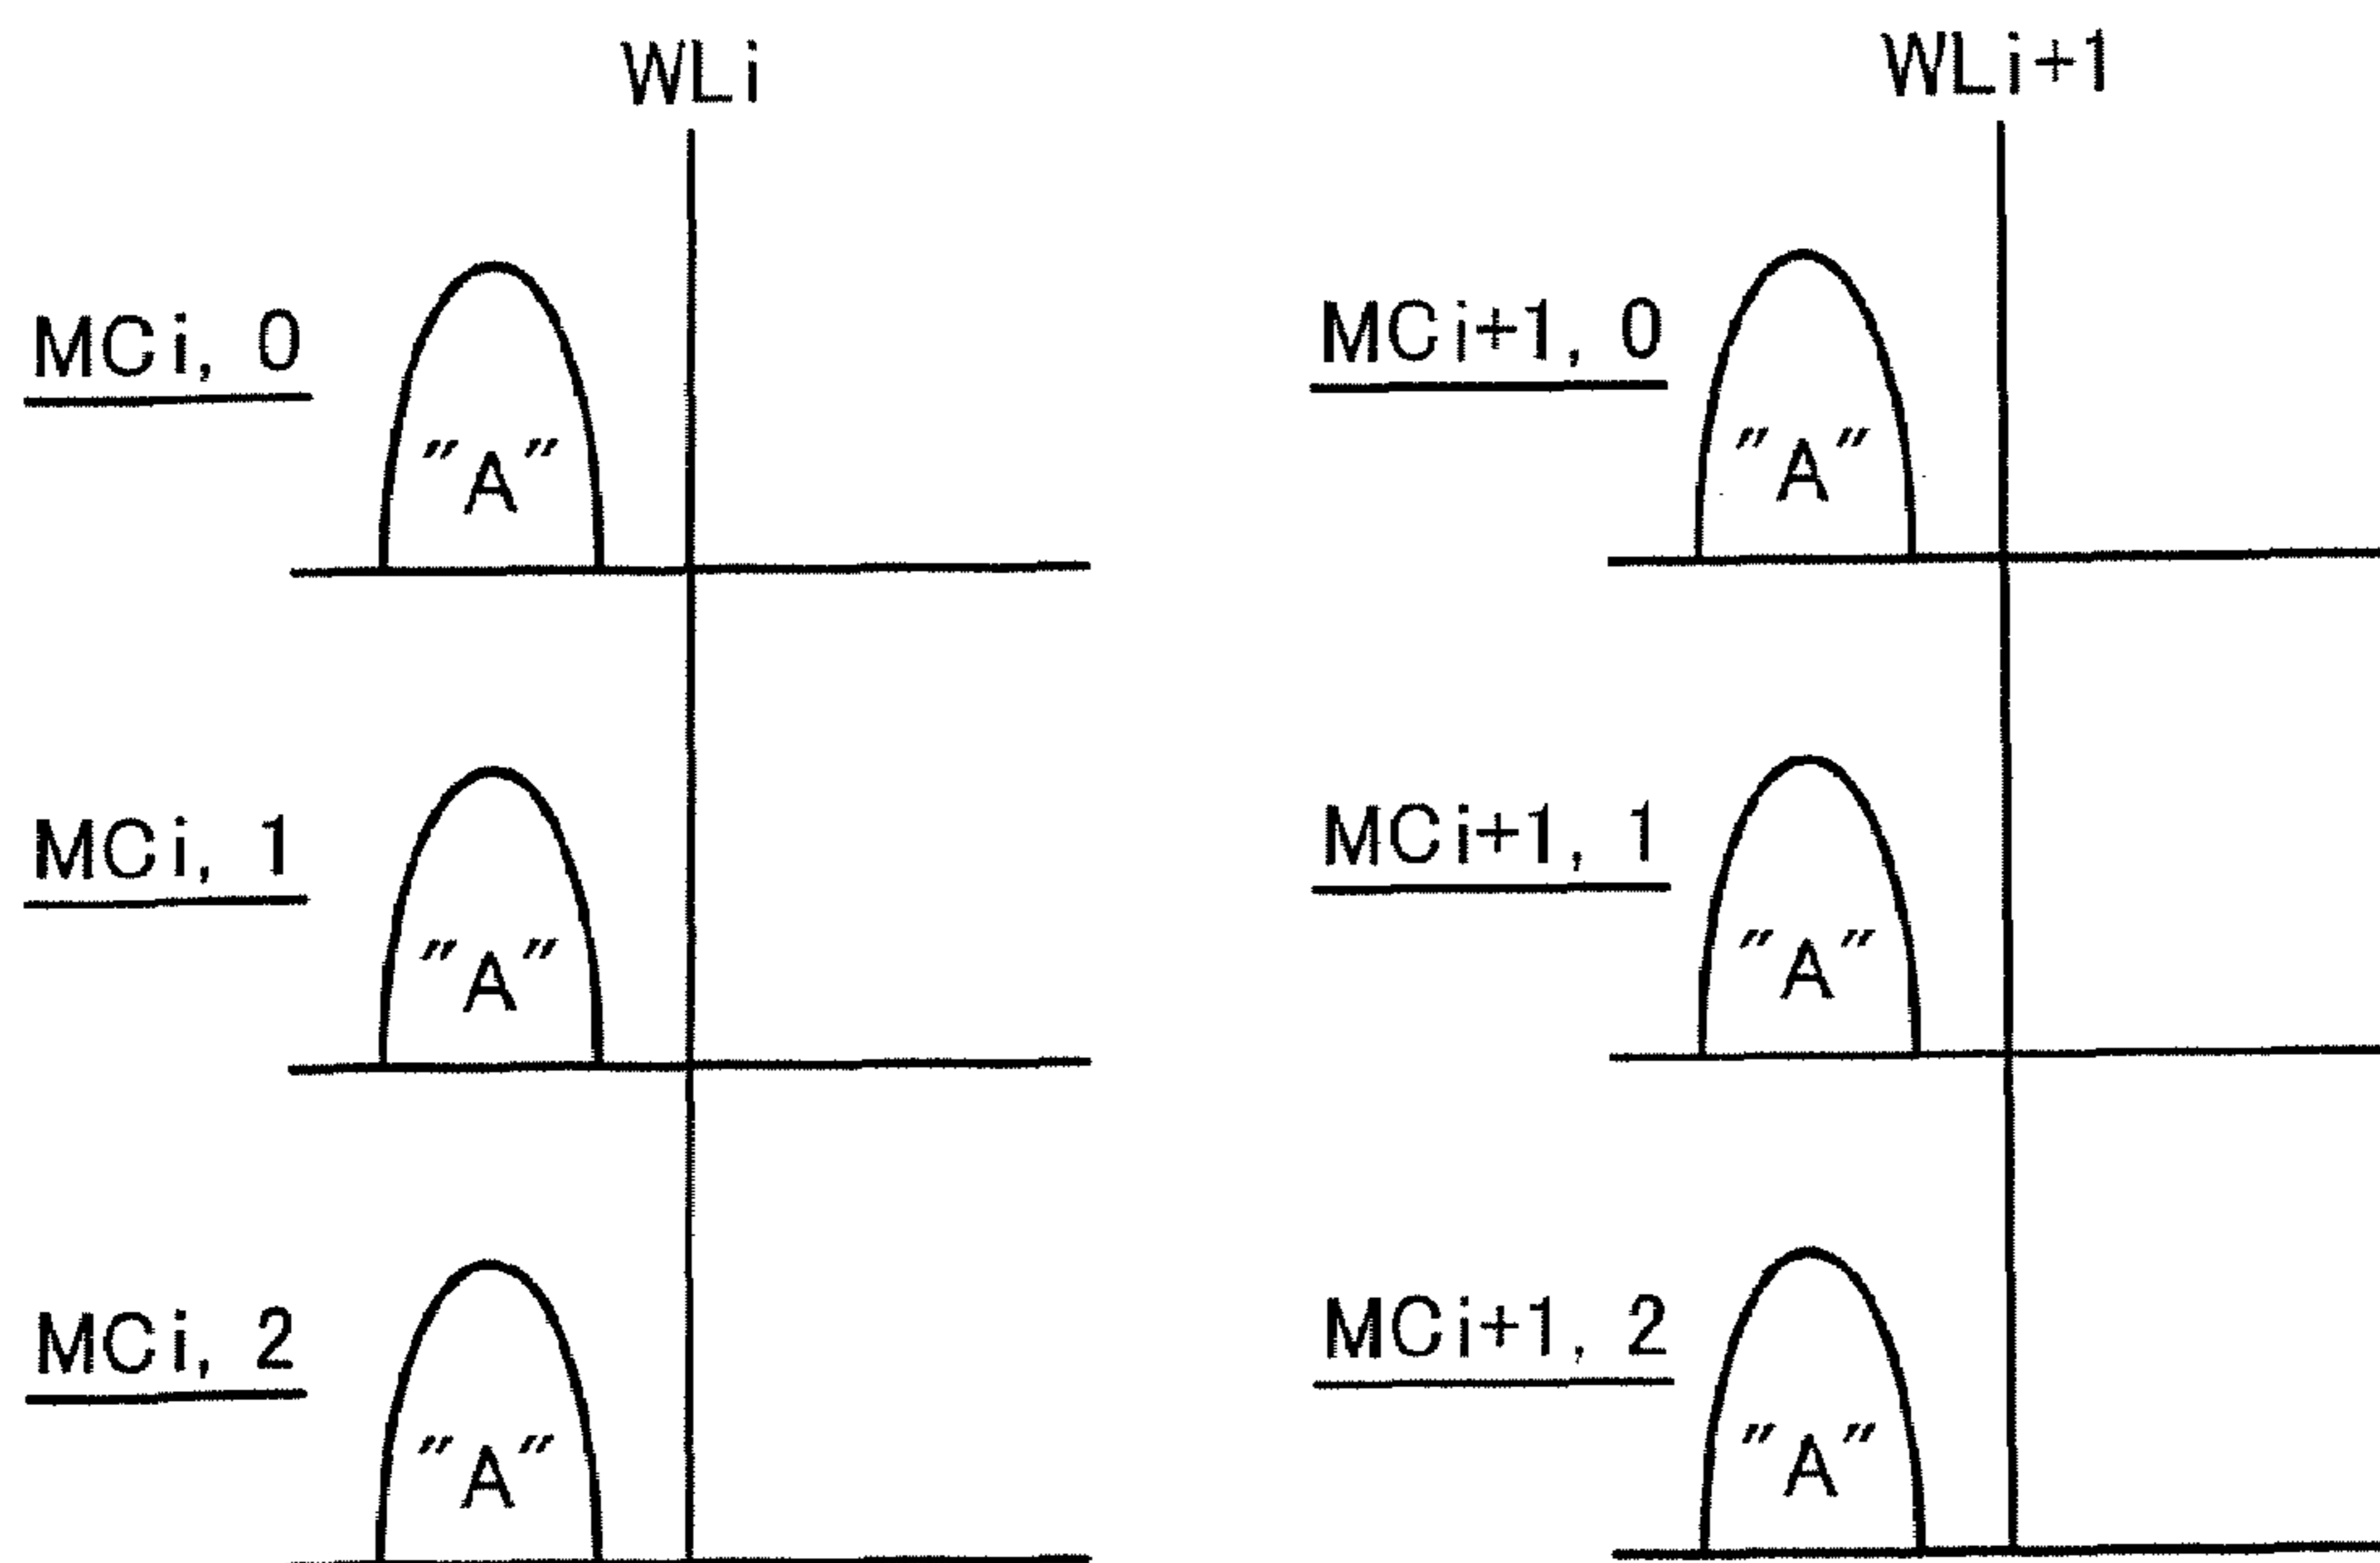 WLi
WLi+1
MCi, 0
"A"
MCi+1, 0
"A"
MCi, 1
"A"
MCi+1, 1
"A"
MCi, 2
"A"
MCi+1, 2
"A"